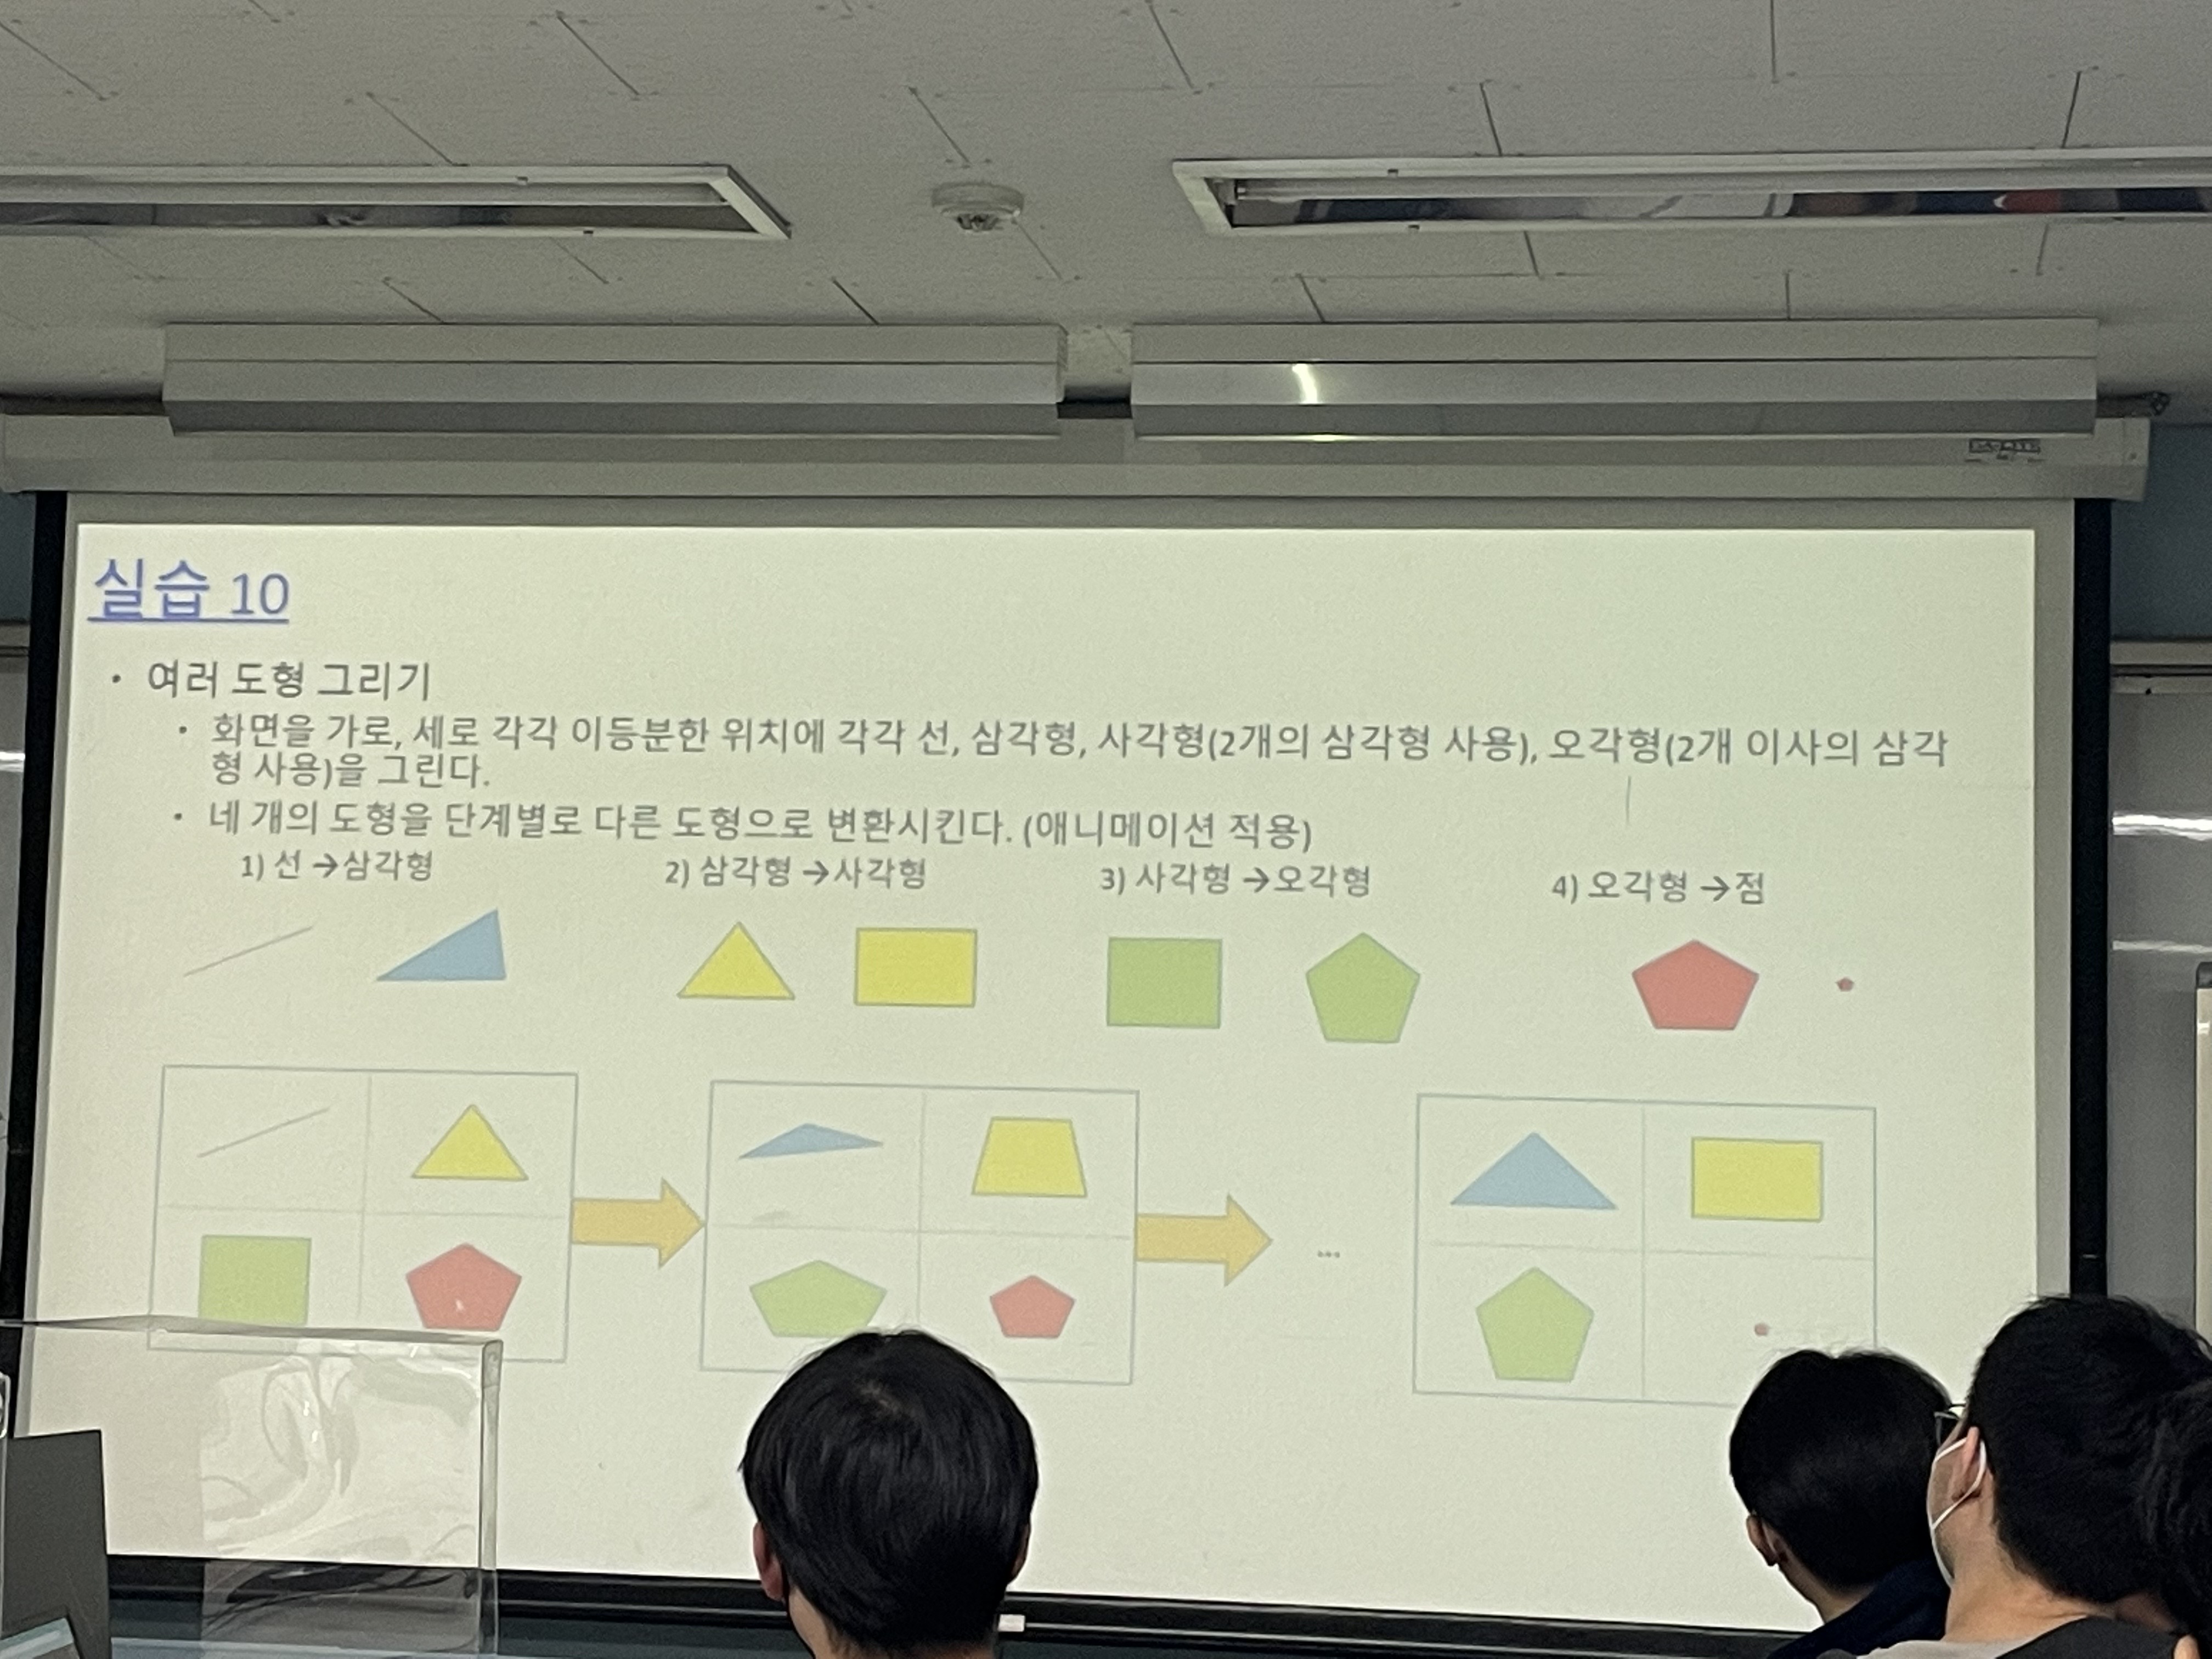 실습 10
• 여러 도형 그리기
• 화면을 가로, 세로 각각 이등분한 위치에 각각 선, 삼각형, 사각형(2개의 삼각형 사용), 오각형(2개 이사의 삼각
형 사용)을 그린다.
• 네 개의 도형을 단계별로 다른 도형으로 변환시킨다. (애니메이션 적용)
1) 선 →삼각형 2) 삼각형 →사각형 3) 사각형 →오각형 4) 오각형 →점
...